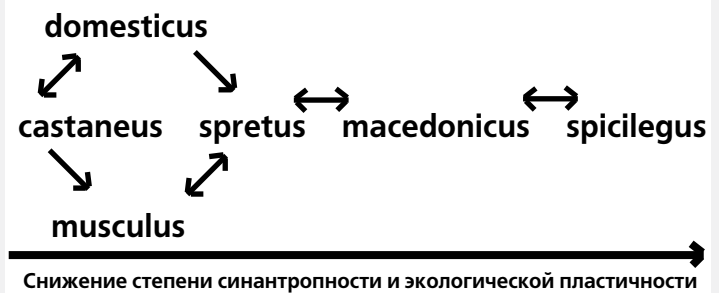 domesticus
castaneus spretus macedonicus spicilegus
musculus
Снижение степени синантропности и экологической пластичности